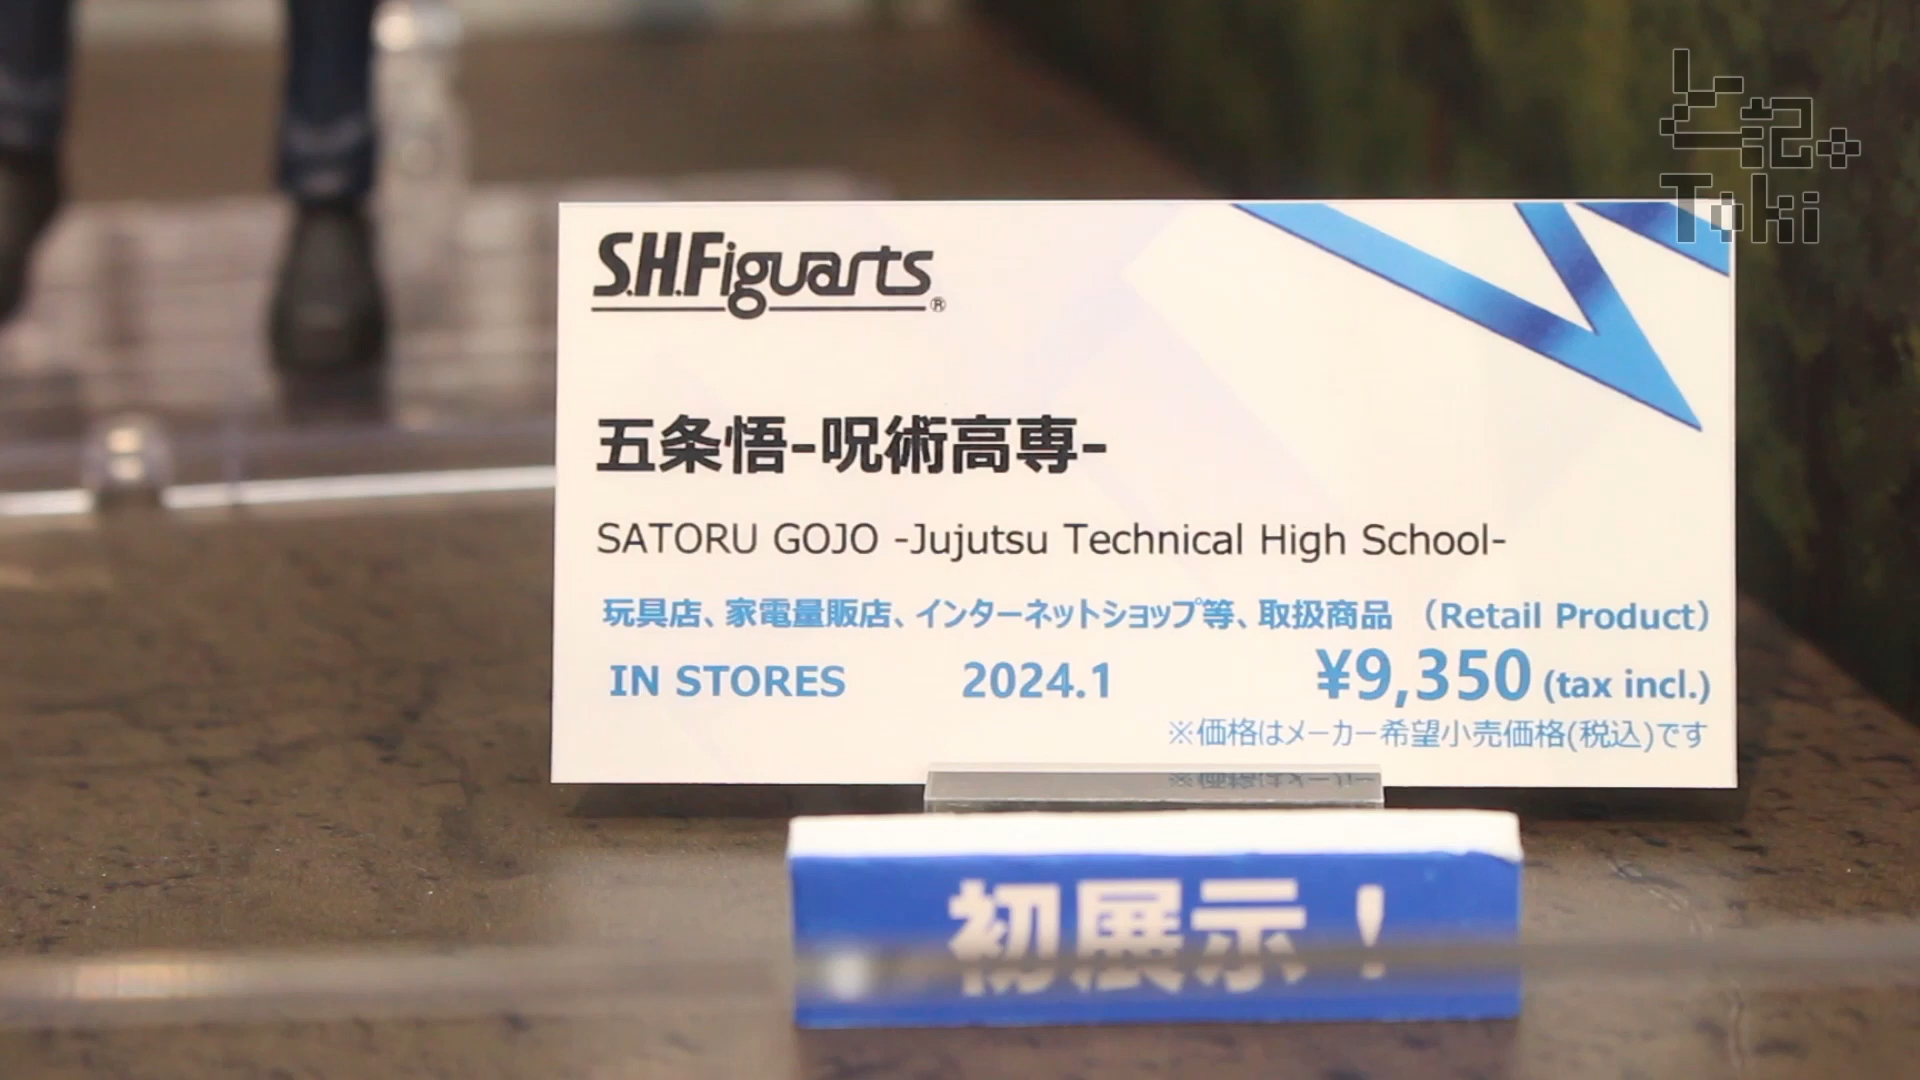 と記+
Toki
S.H.Figuarts®
五条悟-呪術高専-
SATORU GOJO -Jujutsu Technical High School-
玩具店、家電量販店、インターネットショップ等、取扱商品 （Retail Product）
IN STORES 2024.1 ¥9,350 (tax incl.)
※価格はメーカー希望小売価格(税込)です
初展示！